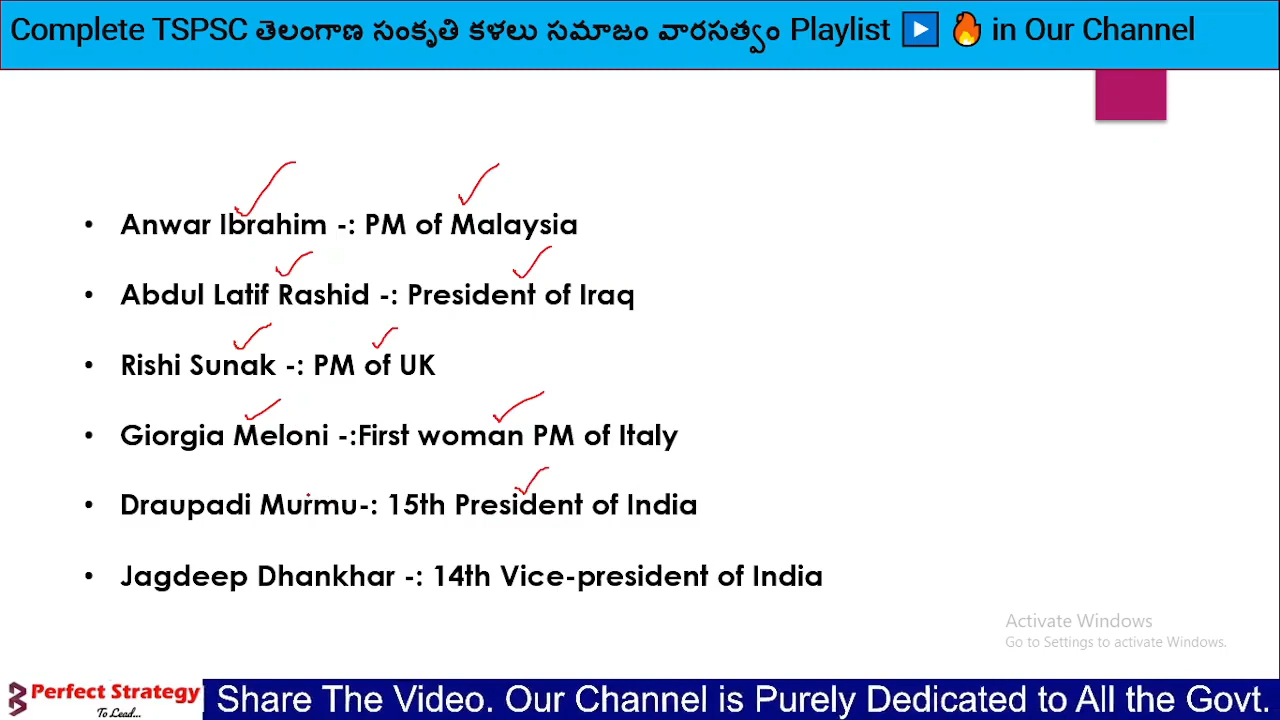 Complete TSPSC తెలంగాణ సంకృతి కళలు సమాజం వారసత్వం Playlist ▶️ 🔥 in Our Channel
• Anwar Ibrahim -: PM of Malaysia
• Abdul Latif Rashid -: President of Iraq
• Rishi Sunak -: PM of UK
• Giorgia Meloni -:First woman PM of Italy
• Draupadi Murmu-: 15th President of India
• Jagdeep Dhankhar -: 14th Vice-president of India
Activate Windows
Go to Settings to activate Windows.
Perfect Strategy
To Lead...
Share The Video. Our Channel is Purely Dedicated to All the Govt.